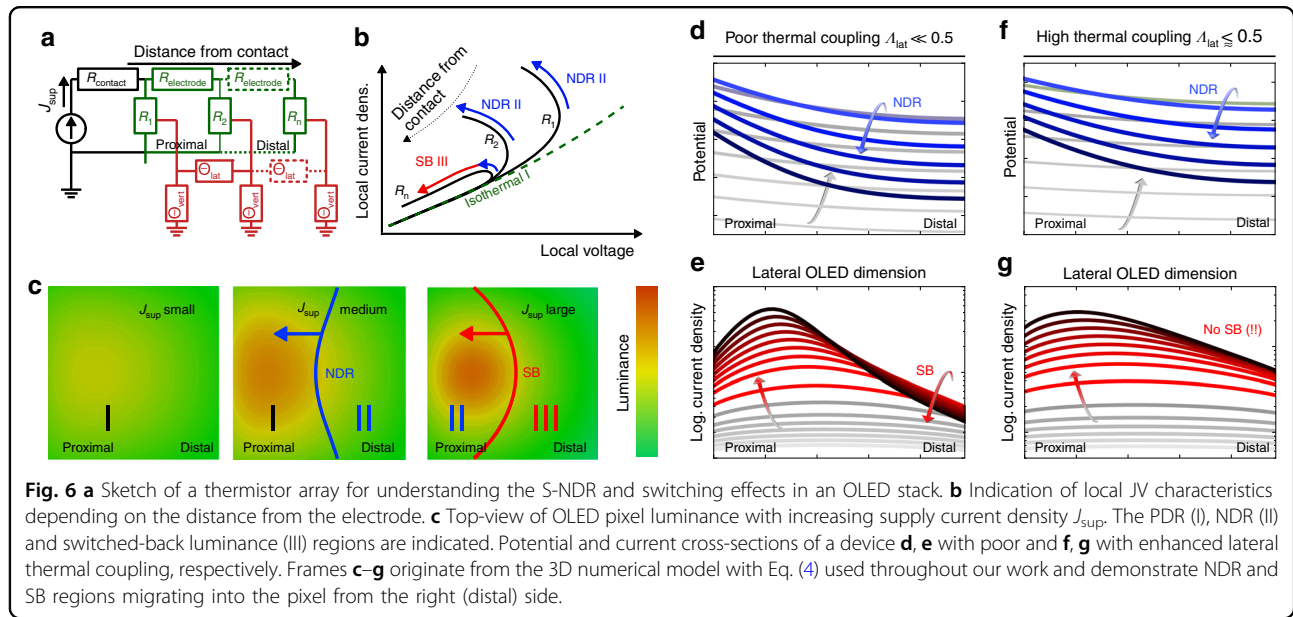 a
Distance from contact
J_sup
R_contact
R_electrode
R_electrode
R_1
R_2
R_n
Proximal
Distal
Θ_lat
Θ_lat
Θ_vert
Θ_vert
Θ_vert
b
Local current dens.
Distance from
contact
NDR II
NDR II
SB III
R_1
R_2
R_n
Isothermal I
Local voltage
c
J_sup small
I
Proximal
Distal
J_sup
medium
NDR
I
II
Proximal
Distal
J_sup large
SB
II
III
Proximal
Distal
Luminance
d
Poor thermal coupling Λ_lat ≪ 0.5
Potential
NDR
Proximal
Distal
e
Lateral OLED dimension
Log. current density
SB
Proximal
Distal
f
High thermal coupling Λ_lat ⪅ 0.5
Potential
NDR
Proximal
Distal
g
Lateral OLED dimension
Log. current density
No SB (!!)
Proximal
Distal
Fig. 6 a Sketch of a thermistor array for understanding the S-NDR and switching effects in an OLED stack. b Indication of local JV characteristics
depending on the distance from the electrode. c Top-view of OLED pixel luminance with increasing supply current density J_sup. The PDR (I), NDR (II)
and switched-back luminance (III) regions are indicated. Potential and current cross-sections of a device d, e with poor and f, g with enhanced lateral
thermal coupling, respectively. Frames c–g originate from the 3D numerical model with Eq. (4) used throughout our work and demonstrate NDR and
SB regions migrating into the pixel from the right (distal) side.